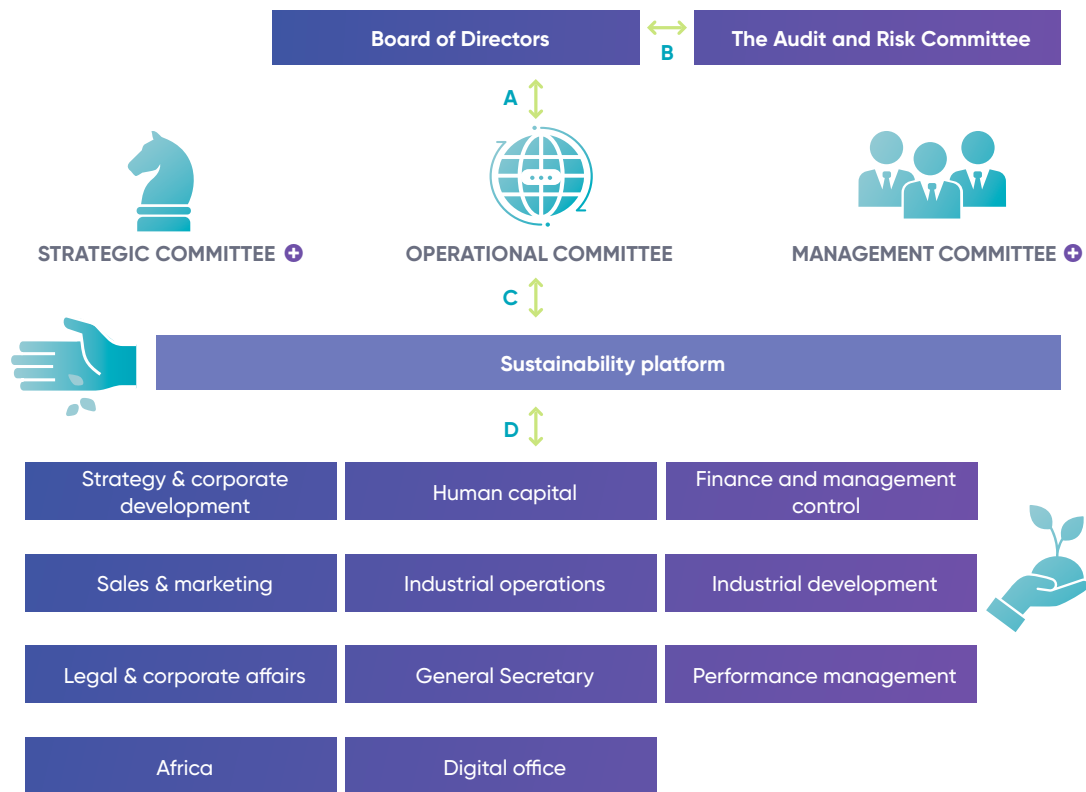 Board of Directors
B
The Audit and Risk Committee
A
STRATEGIC COMMITTEE
OPERATIONAL COMMITTEE
MANAGEMENT COMMITTEE
C
Sustainability platform
D
Strategy & corporate
development
Human capital
Finance and management
control
Sales & marketing
Industrial operations
Industrial development
Legal & corporate affairs
General Secretary
Performance management
Africa
Digital office